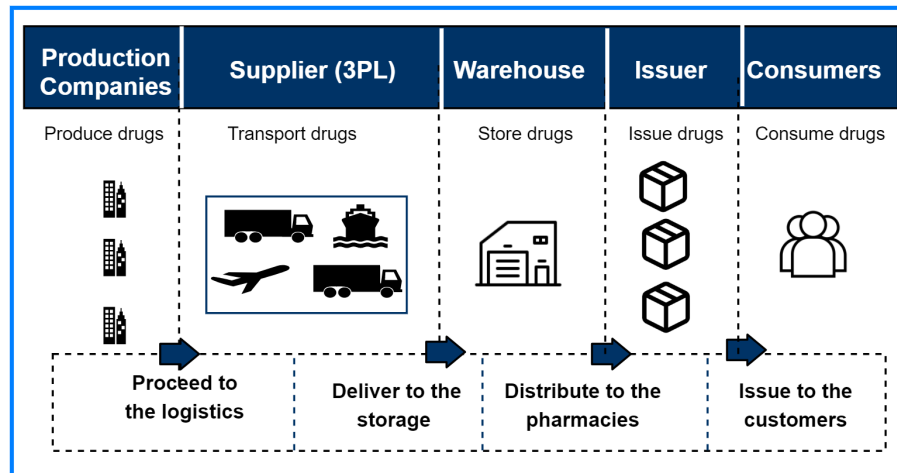 Production
Companies
Supplier (3PL)
Warehouse
Issuer
Consumers
Produce drugs
Transport drugs
Store drugs
Issue drugs
Consume drugs
Proceed to
the logistics
Deliver to the
storage
Distribute to the
pharmacies
Issue to the
customers